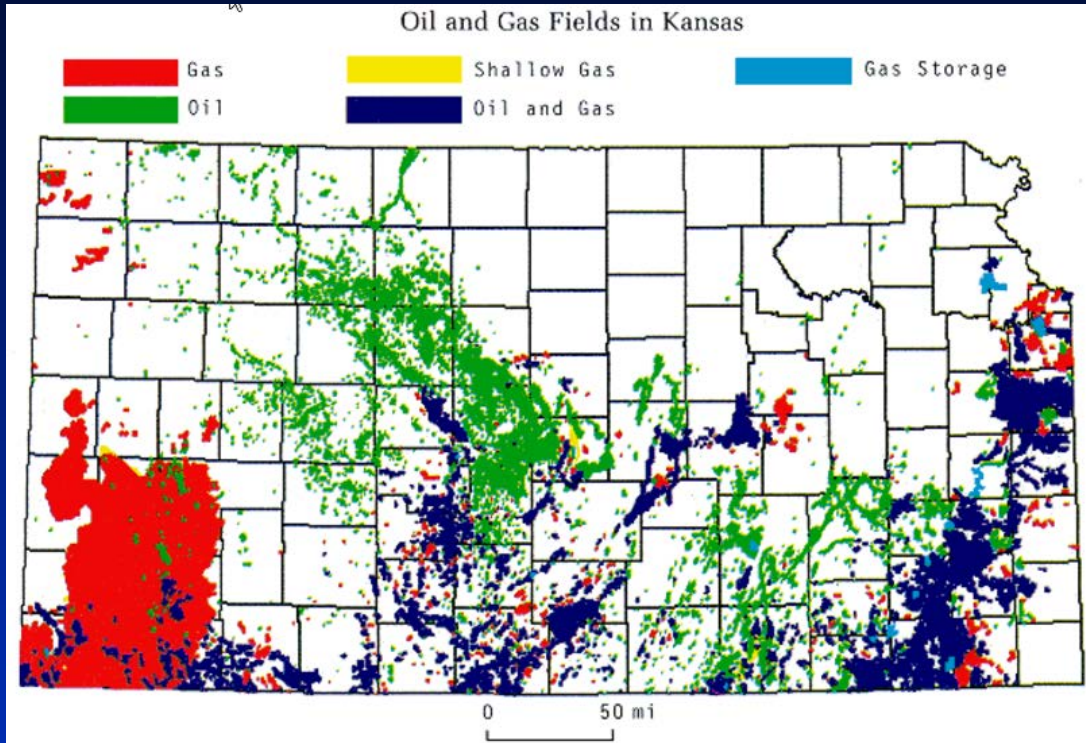 Oil and Gas Fields in Kansas
Gas
Shallow Gas
Gas Storage
Oil
Oil and Gas
0 50 mi